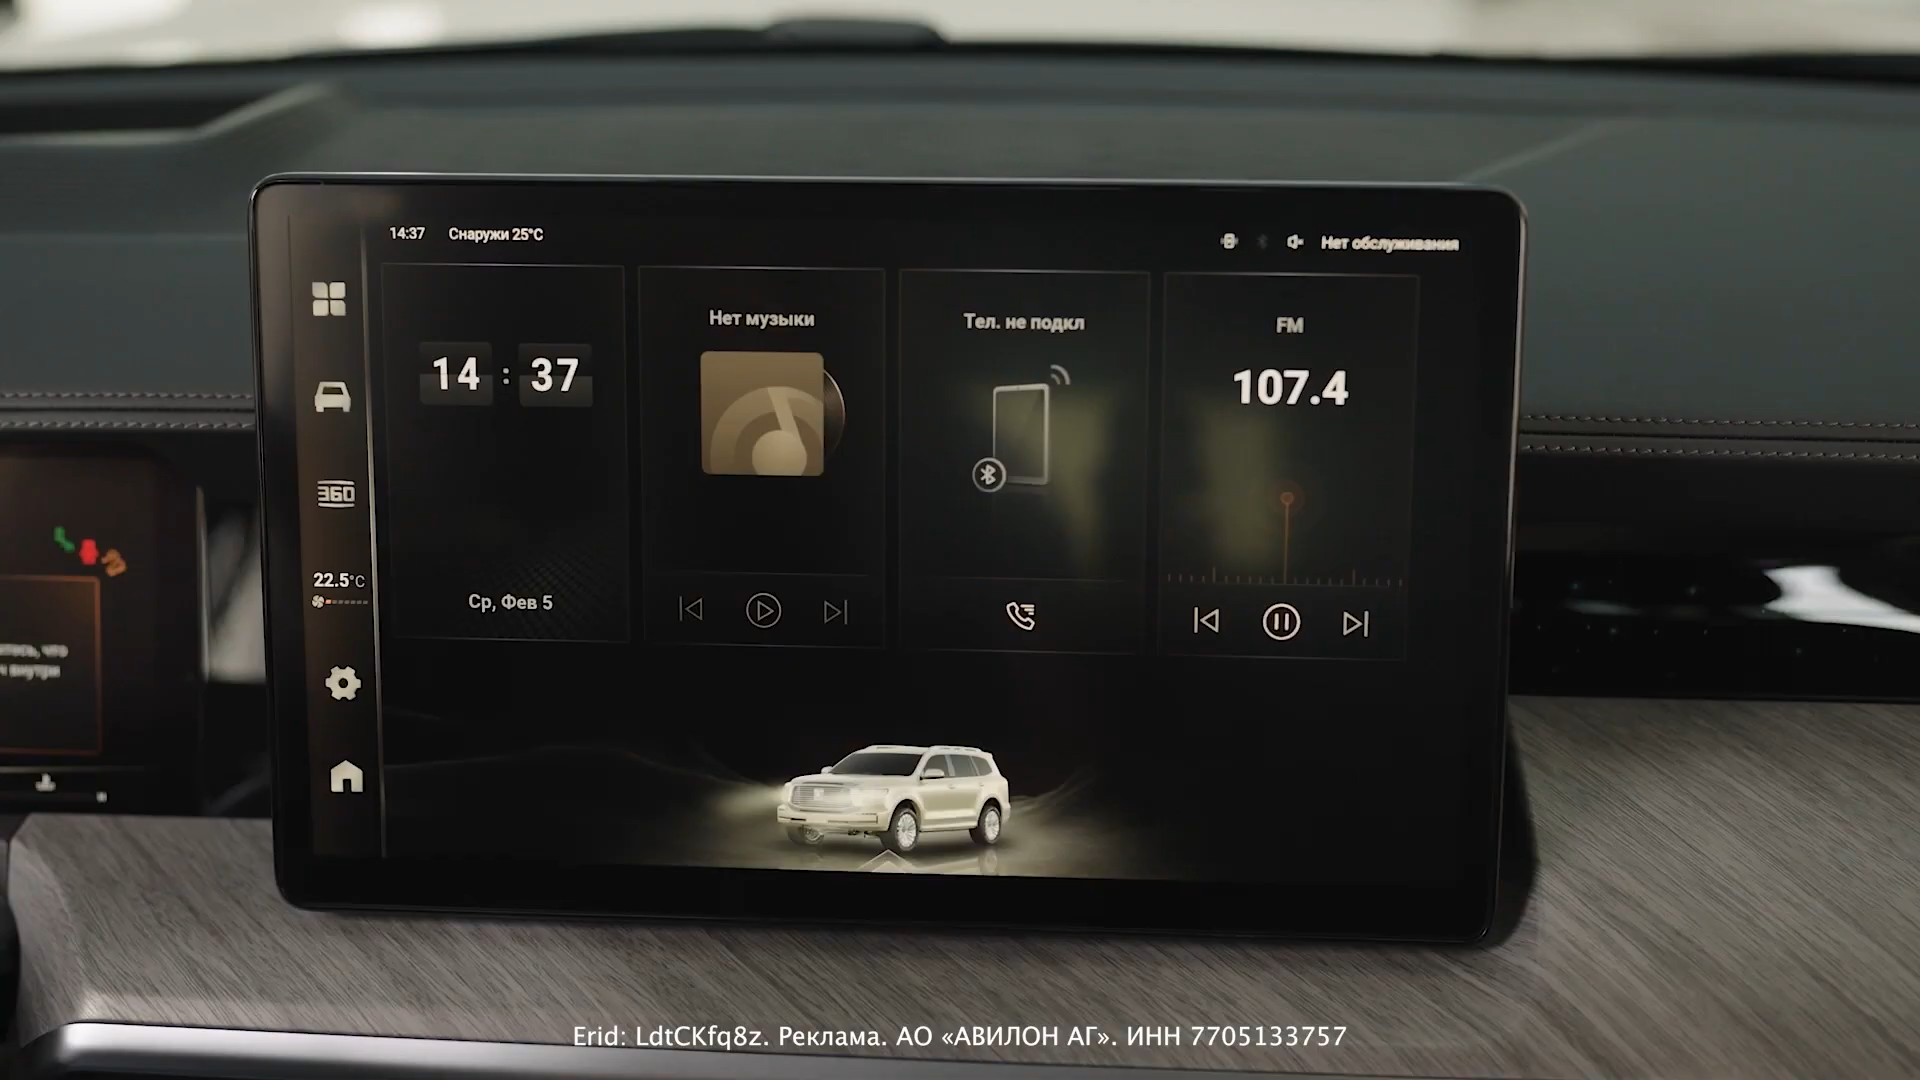 14:37 Снаружи 25°C
Нет обслуживания
14 : 37
Ср, Фев 5
Нет музыки
Тел. не подкл
FM
107.4
360
22.5°C
внутри
Erid: LdtCKfq8z. Реклама. АО «АВИЛОН АГ». ИНН 7705133757